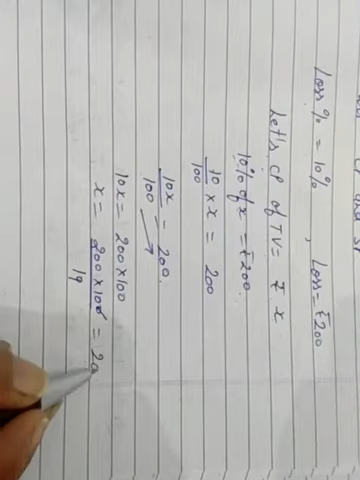 Loss % = 10% , Loss = ₹200
Let's CP of TV = ₹ x
10% of x = ₹200.
10/100 × x = 200
10x/100 = 200.
10x = 200×100
x = 200×100/10 = 20